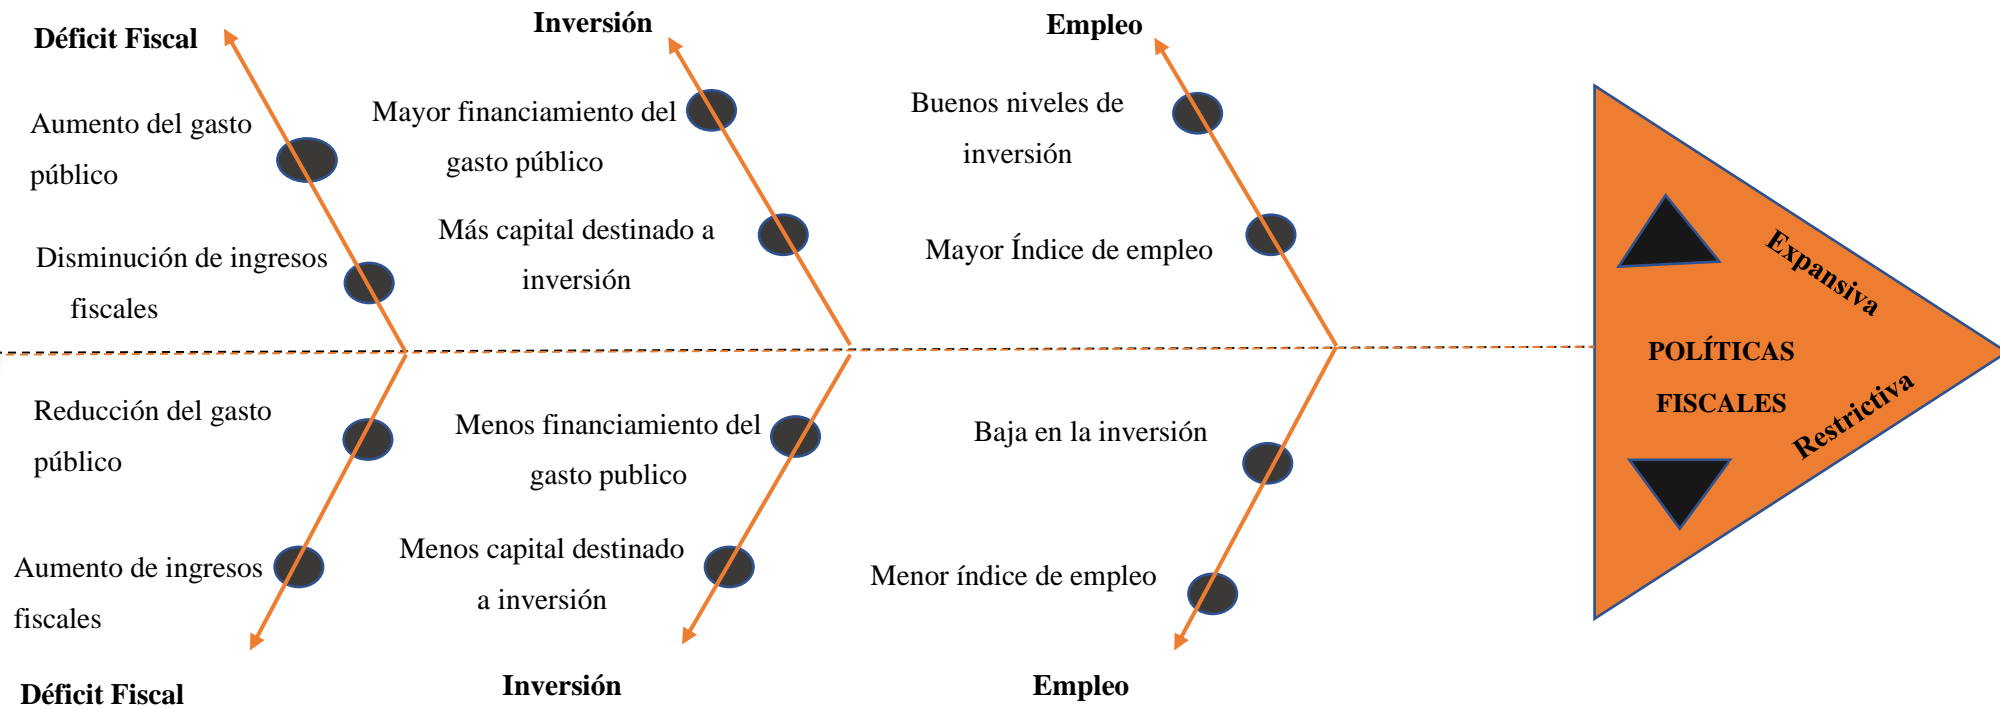 Déficit Fiscal
Aumento del gasto
público
Disminución de ingresos
fiscales
Inversión
Mayor financiamiento del
gasto público
Más capital destinado a
inversión
Empleo
Buenos niveles de
inversión
Mayor Índice de empleo
Expansiva
POLÍTICAS
FISCALES
Restrictiva
Reducción del gasto
público
Aumento de ingresos
fiscales
Déficit Fiscal
Menos financiamiento del
gasto publico
Menos capital destinado
a inversión
Inversión
Baja en la inversión
Menor índice de empleo
Empleo